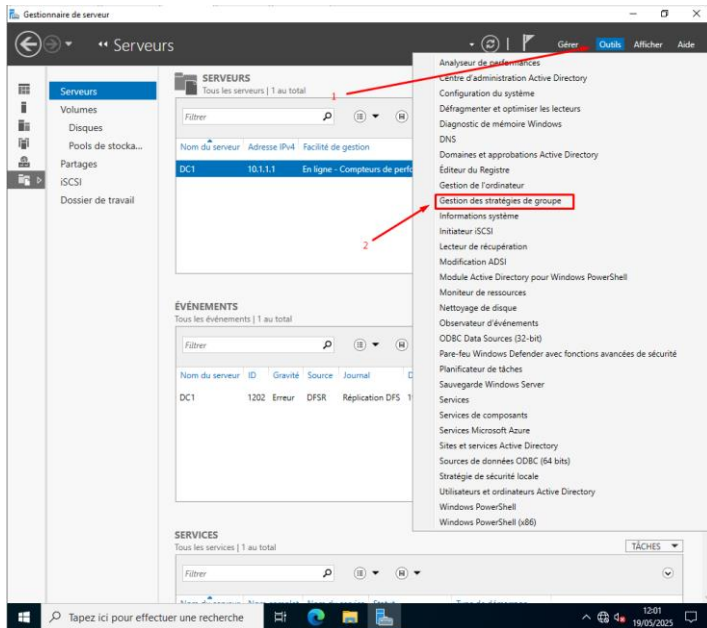 Gestionnaire de serveur
Serveurs
Gérer Outils Afficher Aide
Serveurs
Volumes
Disques
Pools de stocka...
Partages
iSCSI
Dossier de travail
SERVEURS
Tous les serveurs | 1 au total
1
Filtrer
Nom du serveur Adresse IPv4 Facilité de gestion
DC1 10.1.1.1 En ligne - Compteurs de perfo
2
ÉVÉNEMENTS
Tous les événements | 1 au total
Filtrer
Nom du serveur ID Gravité Source Journal D
DC1 1202 Erreur DFSR Réplication DFS 1
SERVICES
Tous les services | 1 au total
TÂCHES
Filtrer
Analyseur de performances
Centre d'administration Active Directory
Configuration du système
Défragmenter et optimiser les lecteurs
Diagnostic de mémoire Windows
DNS
Domaines et approbations Active Directory
Éditeur du Registre
Gestion de l'ordinateur
Gestion des stratégies de groupe
Informations système
Initiateur iSCSI
Lecteur de récupération
Modification ADSI
Module Active Directory pour Windows PowerShell
Moniteur de ressources
Nettoyage de disque
Observateur d'événements
ODBC Data Sources (32-bit)
Pare-feu Windows Defender avec fonctions avancées de sécurité
Planificateur de tâches
Sauvegarde Windows Server
Services
Services de composants
Services Microsoft Azure
Sites et services Active Directory
Sources de données ODBC (64 bits)
Stratégie de sécurité locale
Utilisateurs et ordinateurs Active Directory
Windows PowerShell
Windows PowerShell (x86)
Tapez ici pour effectuer une recherche
12:01
19/05/2025